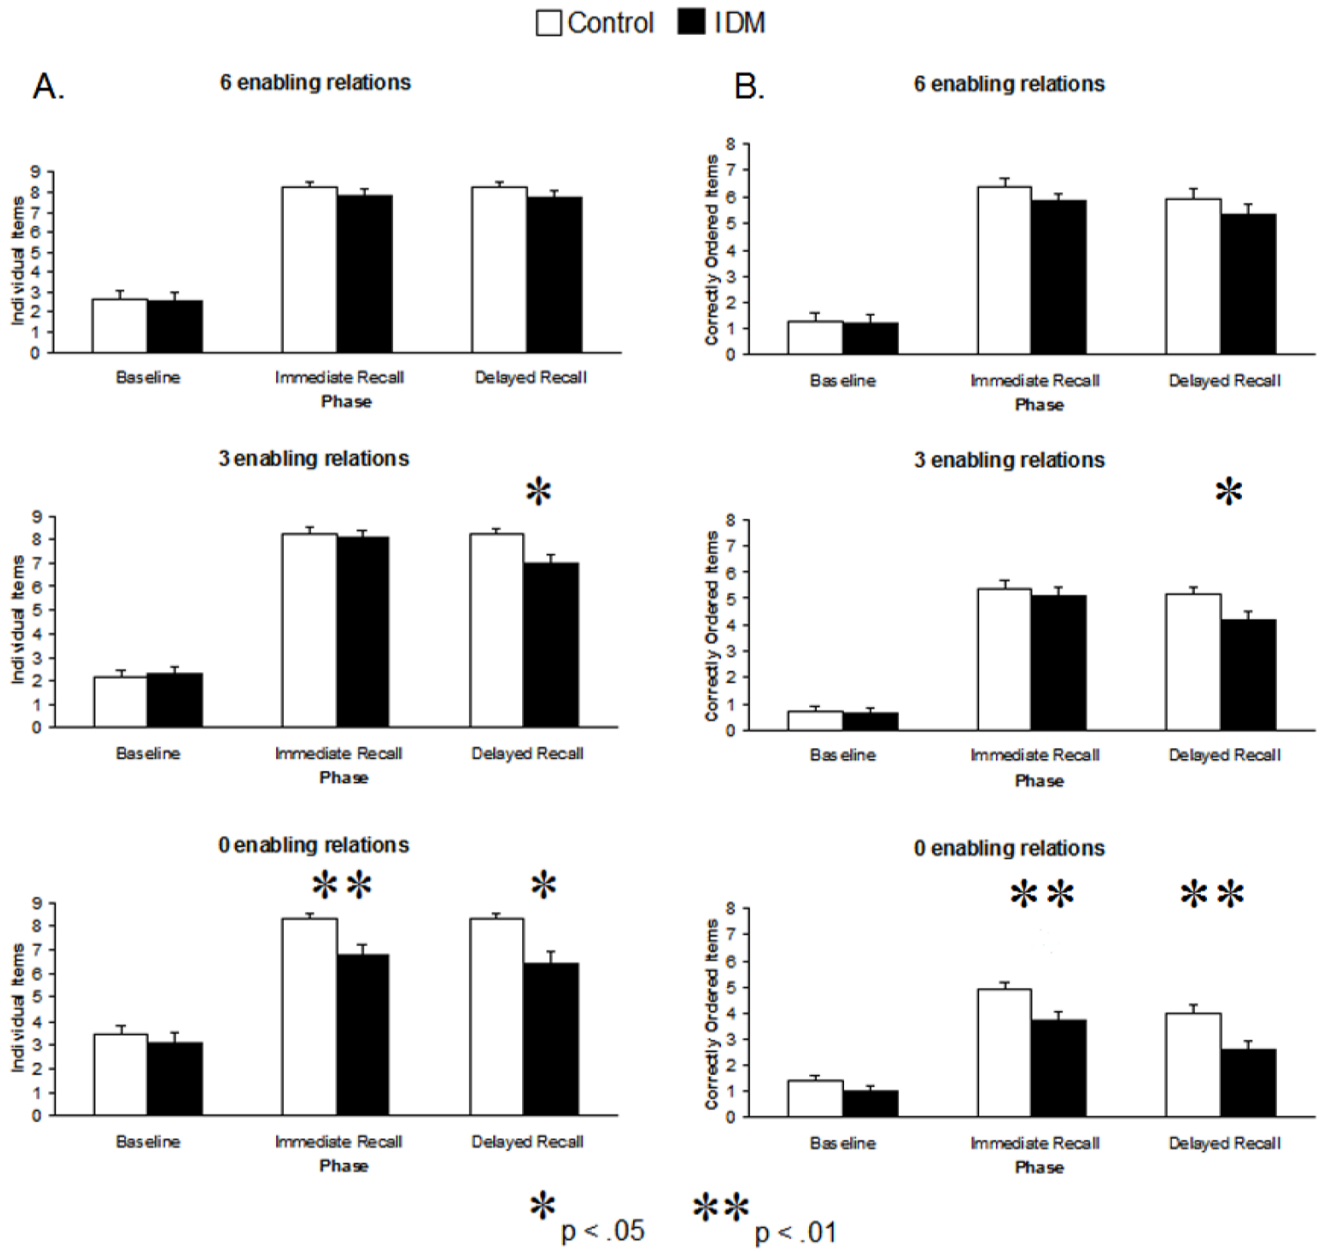 Control IDM
A.
6 enabling relations
Individual Items
9
8
7
6
5
4
3
2
1
0
Baseline Immediate Recall Delayed Recall
Phase
3 enabling relations
*
Individual Items
9
8
7
6
5
4
3
2
1
0
Baseline Immediate Recall Delayed Recall
Phase
0 enabling relations
** *
Individual Items
9
8
7
6
5
4
3
2
1
0
Baseline Immediate Recall Delayed Recall
Phase
B.
6 enabling relations
Correctly Ordered Items
8
7
6
5
4
3
2
1
0
Baseline Immediate Recall Delayed Recall
Phase
3 enabling relations
*
Correctly Ordered Items
8
7
6
5
4
3
2
1
0
Baseline Immediate Recall Delayed Recall
Phase
0 enabling relations
** **
Correctly Ordered Items
8
7
6
5
4
3
2
1
0
Baseline Immediate Recall Delayed Recall
Phase
* p < .05 ** p < .01